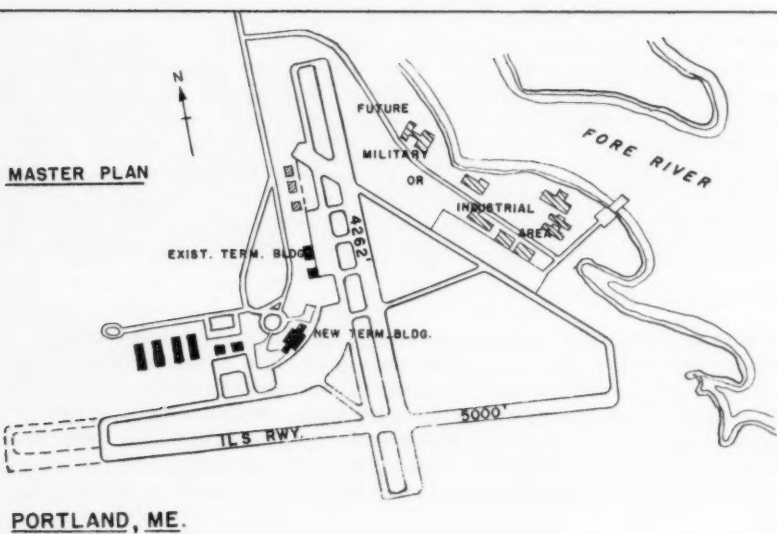 N
MASTER PLAN
FUTURE
MILITARY
OR
INDUSTRIAL
AREA
FORE RIVER
4262'
EXIST. TERM. BLDG.
NEW TERM. BLDG.
5000'
ILS RWY.
PORTLAND, ME.